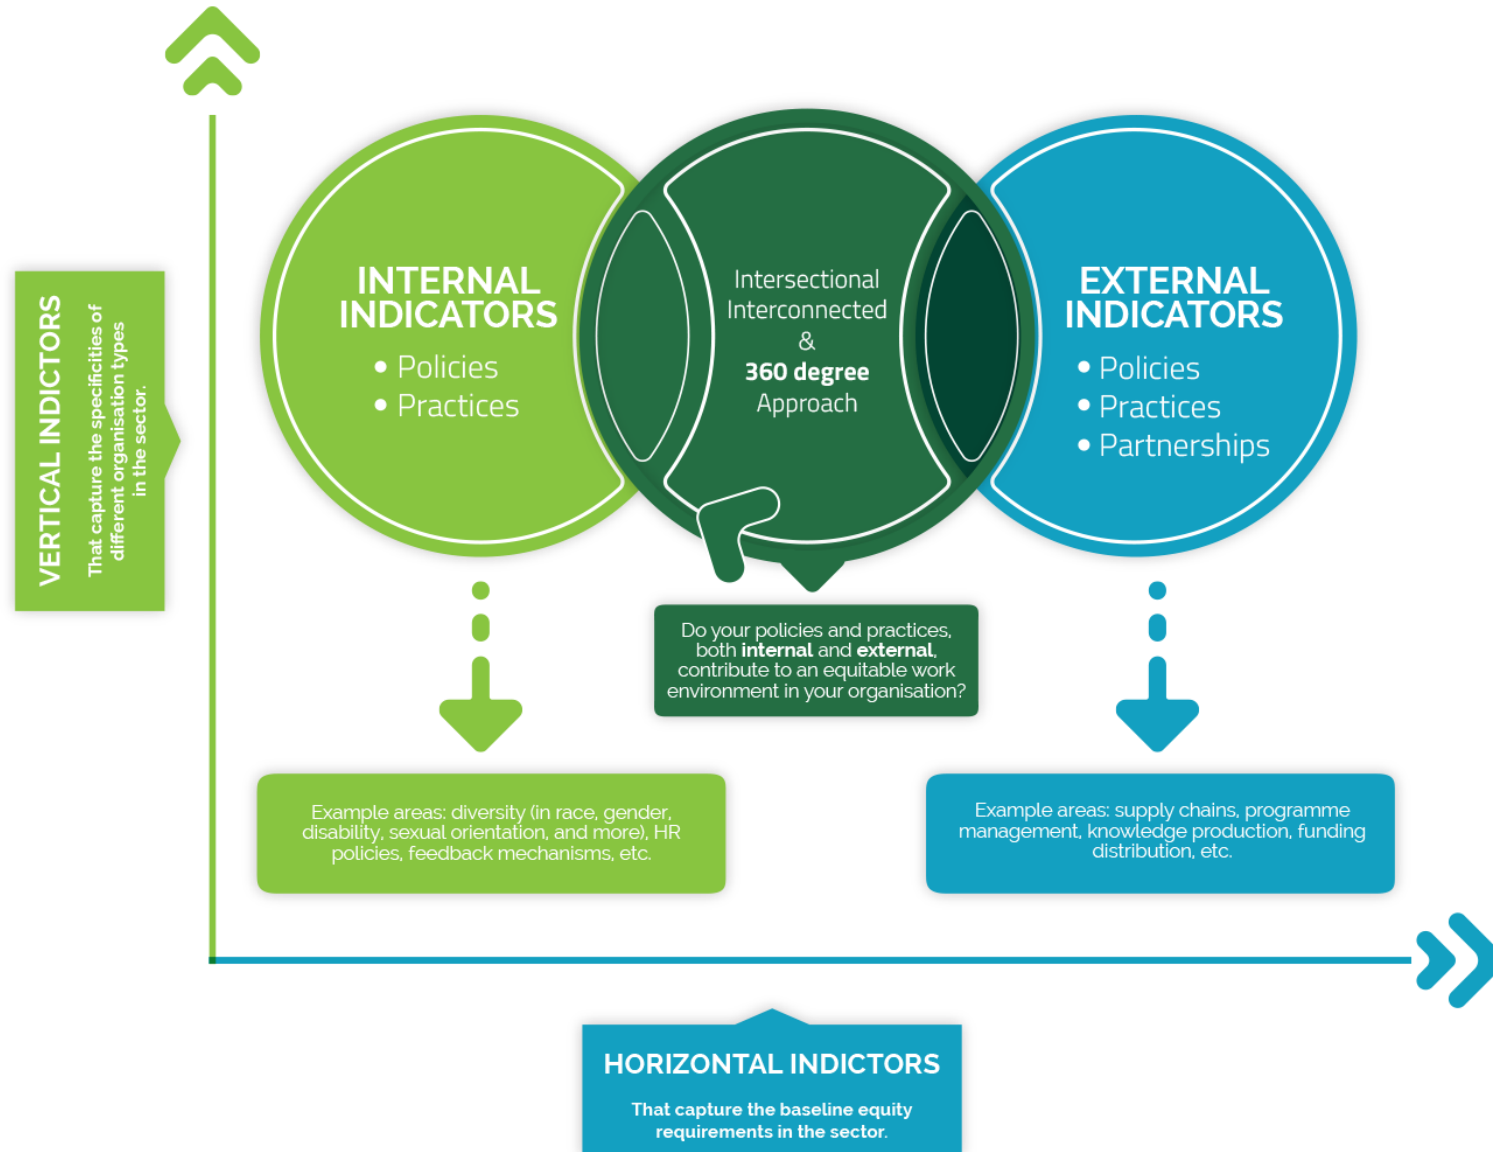 VERTICAL INDICTORS
That capture the specificities of
different organisation types
in the sector.
INTERNAL
INDICATORS
• Policies
• Practices
Intersectional
Interconnected
&
360 degree
Approach
EXTERNAL
INDICATORS
• Policies
• Practices
• Partnerships
Do your policies and practices,
both internal and external,
contribute to an equitable work
environment in your organisation?
Example areas: diversity (in race, gender,
disability, sexual orientation, and more), HR
policies, feedback mechanisms, etc.
Example areas: supply chains, programme
management, knowledge production, funding
distribution, etc.
HORIZONTAL INDICTORS
That capture the baseline equity
requirements in the sector.